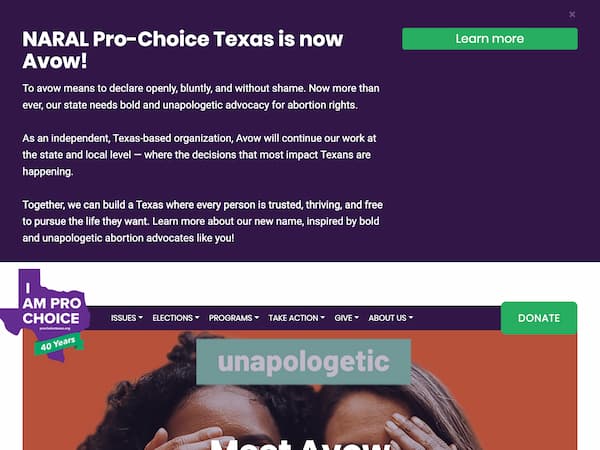 ×
NARAL Pro-Choice Texas is now
Avow!
Learn more
To avow means to declare openly, bluntly, and without shame. Now more
than ever, our state needs bold and unapologetic advocacy for abortion rights.
As an independent, Texas-based organization, Avow will continue our work at
the state and local level — where the decisions that most impact Texans are
happening.
Together, we can build a Texas where every person is trusted, thriving, and free
to pursue the life they want. Learn more about our new name, inspired by bold
and unapologetic abortion advocates like you!
I
AM PRO
CHOICE
prochoicetexas.org
40 Years
ISSUES ELECTIONS PROGRAMS TAKE ACTION GIVE ABOUT US
DONATE
unapologetic
Meet Avow